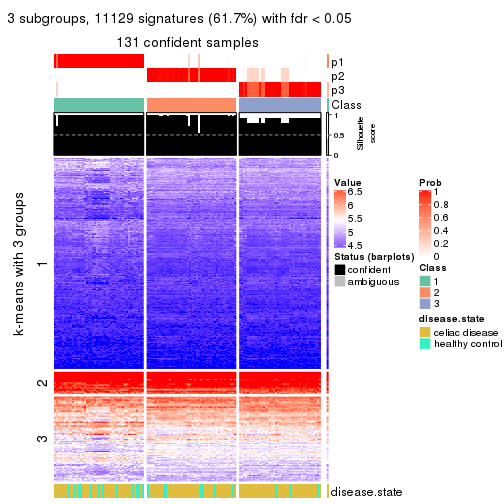 3 subgroups, 11129 signatures (61.7%) with fdr < 0.05
131 confident samples
p1
p2
p3
Class
1
0.5
0
Silhouette
score
k-means with 3 groups
1
2
3
disease.state
Value
6.5
6
5.5
5
4.5
Status (barplots)
confident
ambiguous
Prob
1
0.8
0.6
0.4
0.2
0
Class
1
2
3
disease.state
celiac disease
healthy control